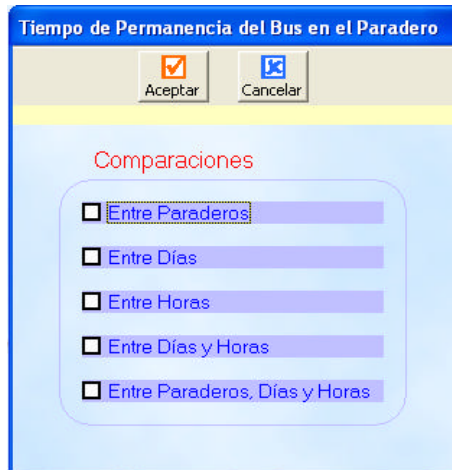 Tiempo de Permanencia del Bus en el Paradero
Aceptar Cancelar
Comparaciones
Entre Paraderos
Entre Días
Entre Horas
Entre Días y Horas
Entre Paraderos, Días y Horas